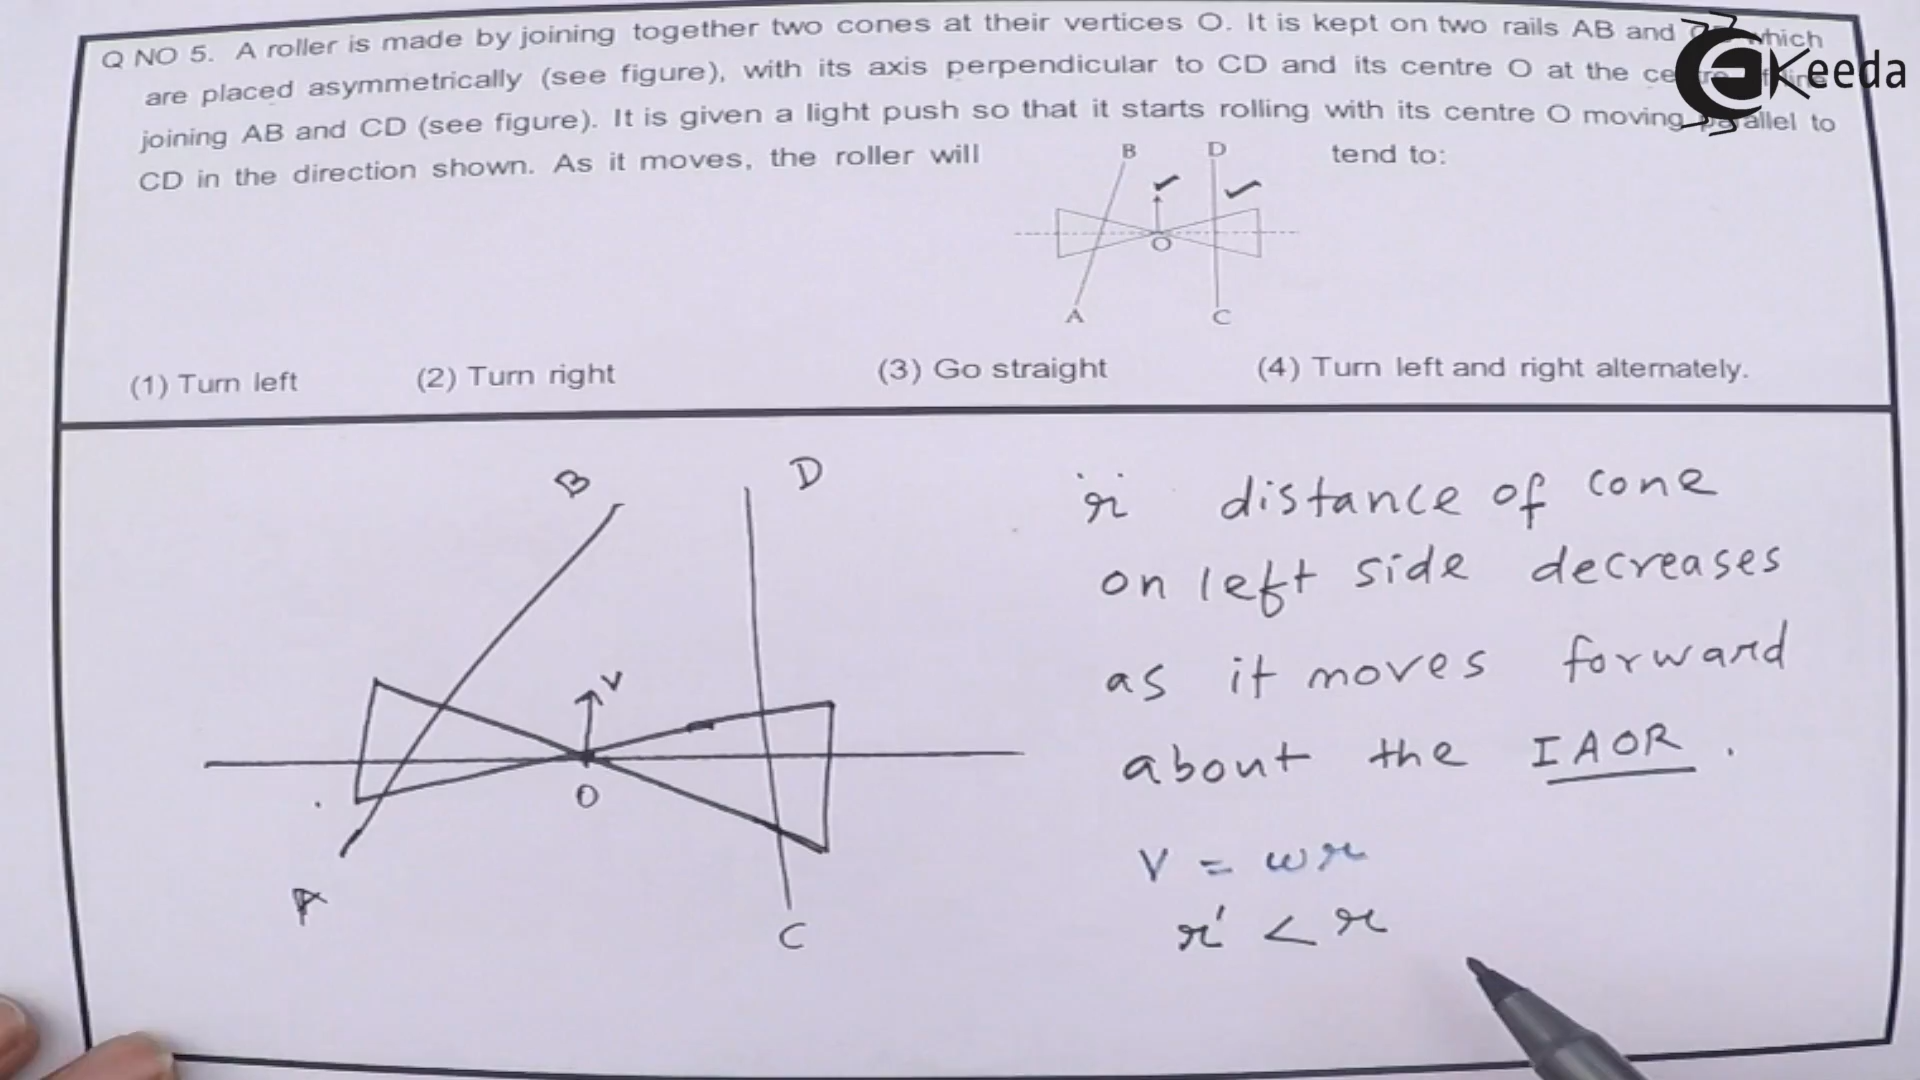 Q NO 5. A roller is made by joining together two cones at their vertices O. It is kept on two rails AB and which
are placed asymmetrically (see figure), with its axis perpendicular to CD and its centre O at the
joining AB and CD (see figure). It is given a light push so that it starts rolling with its centre O moving parallel to
CD in the direction shown. As it moves, the roller will tend to:
Keeda
B D
O
A C
(1) Turn left (2) Turn right (3) Go straight (4) Turn left and right alternately.
B D
V
O
A
C
r distance of cone
on left side decreases
as it moves forward
about the IAOR .
V = ωr
r' < r